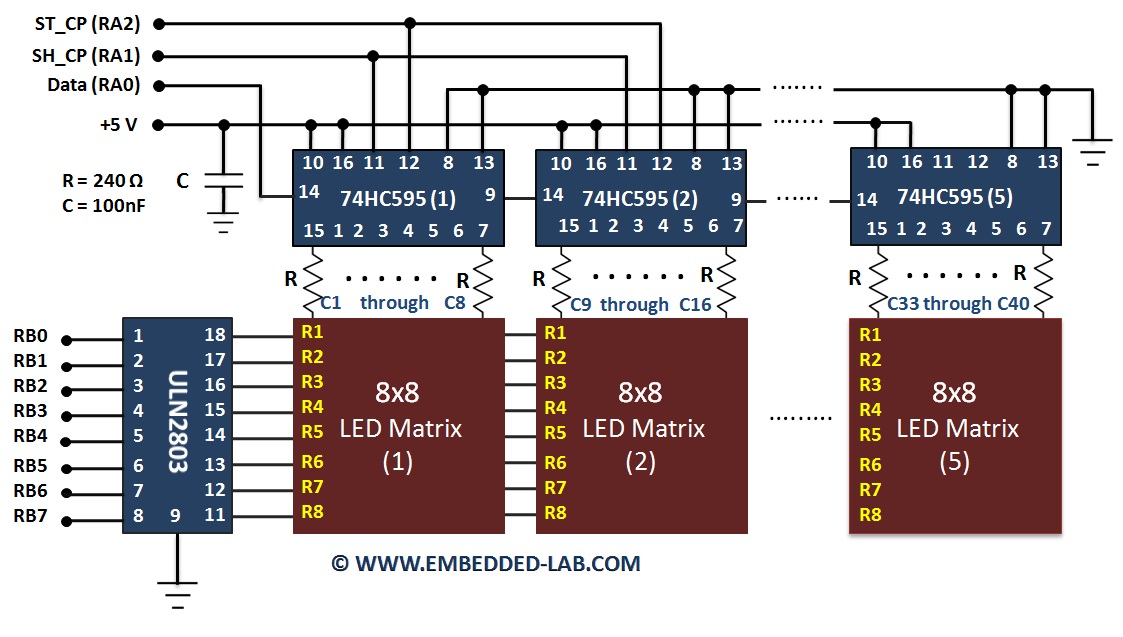 ST_CP (RA2)
SH_CP (RA1)
Data (RA0)
+5 V
R = 240 Ω
C = 100nF
C
10 16 11 12 8 13
14 74HC595 (1) 9
15 1 2 3 4 5 6 7
10 16 11 12 8 13
14 74HC595 (2) 9
15 1 2 3 4 5 6 7
10 16 11 12 8 13
14 74HC595 (5)
15 1 2 3 4 5 6 7
R R
C1 through C8
R R
C9 through C16
R R
C33 through C40
RB0
RB1
RB2
RB3
RB4
RB5
RB6
RB7
1 18
2 17
3 16
4 15
5 14
6 13
7 12
8 9 11
ULN2803
R1
R2
R3
R4
R5
R6
R7
R8
8x8
LED Matrix
(1)
R1
R2
R3
R4
R5
R6
R7
R8
8x8
LED Matrix
(2)
R1
R2
R3
R4
R5
R6
R7
R8
8x8
LED Matrix
(5)
© WWW.EMBEDDED-LAB.COM